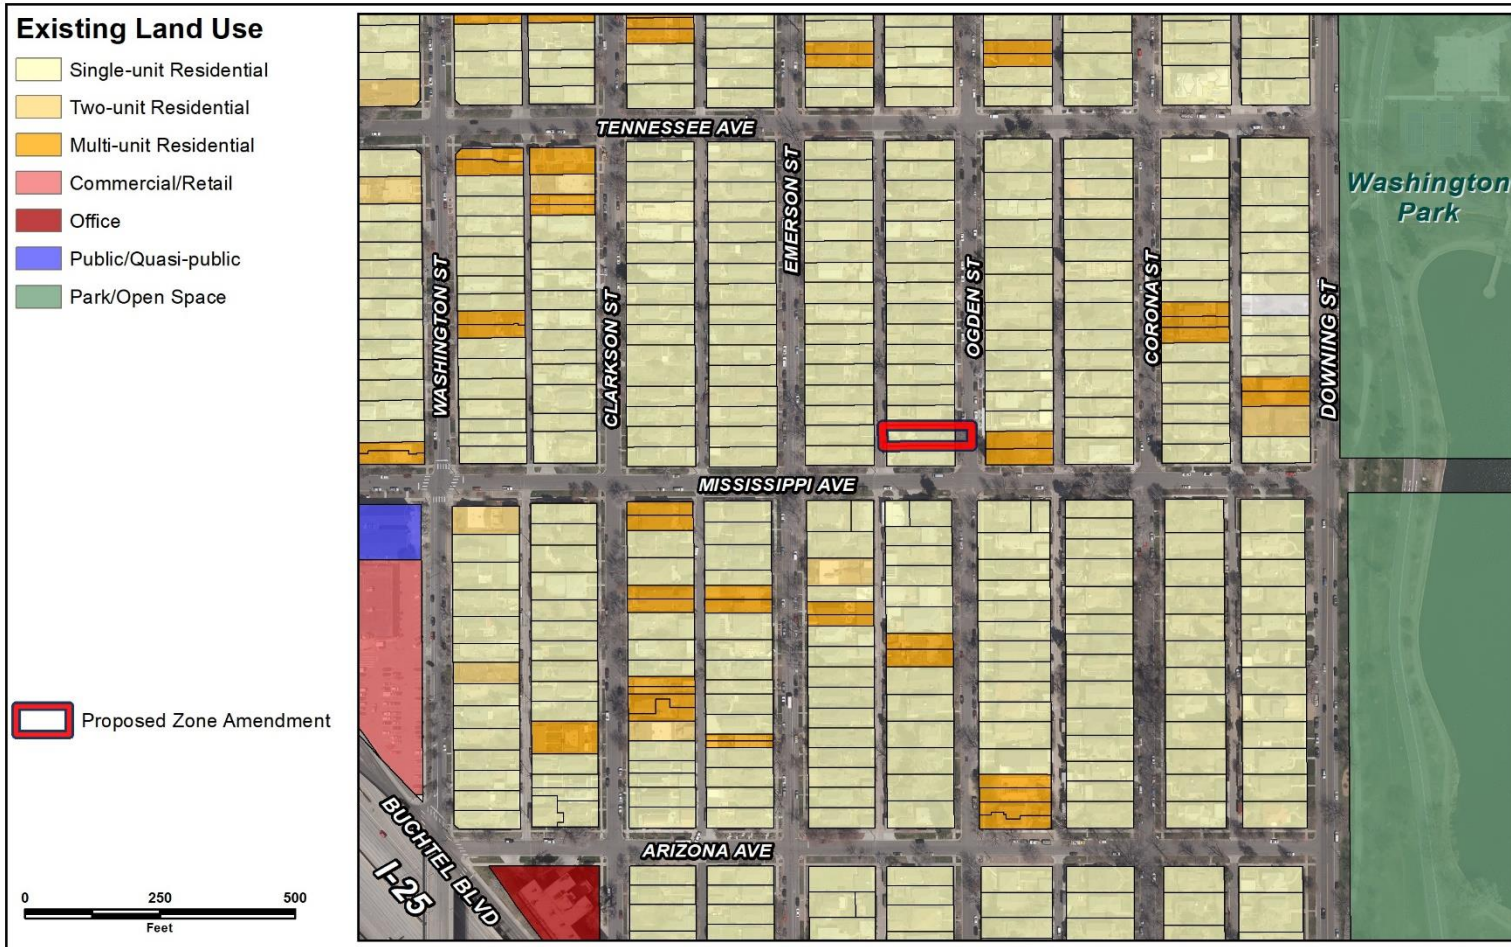 Existing Land Use
Single-unit Residential
Two-unit Residential
Multi-unit Residential
Commercial/Retail
Office
Public/Quasi-public
Park/Open Space
Proposed Zone Amendment
0 250 500
Feet
TENNESSEE AVE
Washington
Park
EMERSON ST
WASHINGTON ST
CLARKSON ST
OGDEN ST
CORONA ST
DOWNING ST
MISSISSIPPI AVE
ARIZONA AVE
BUCHTEL BLVD
I-25